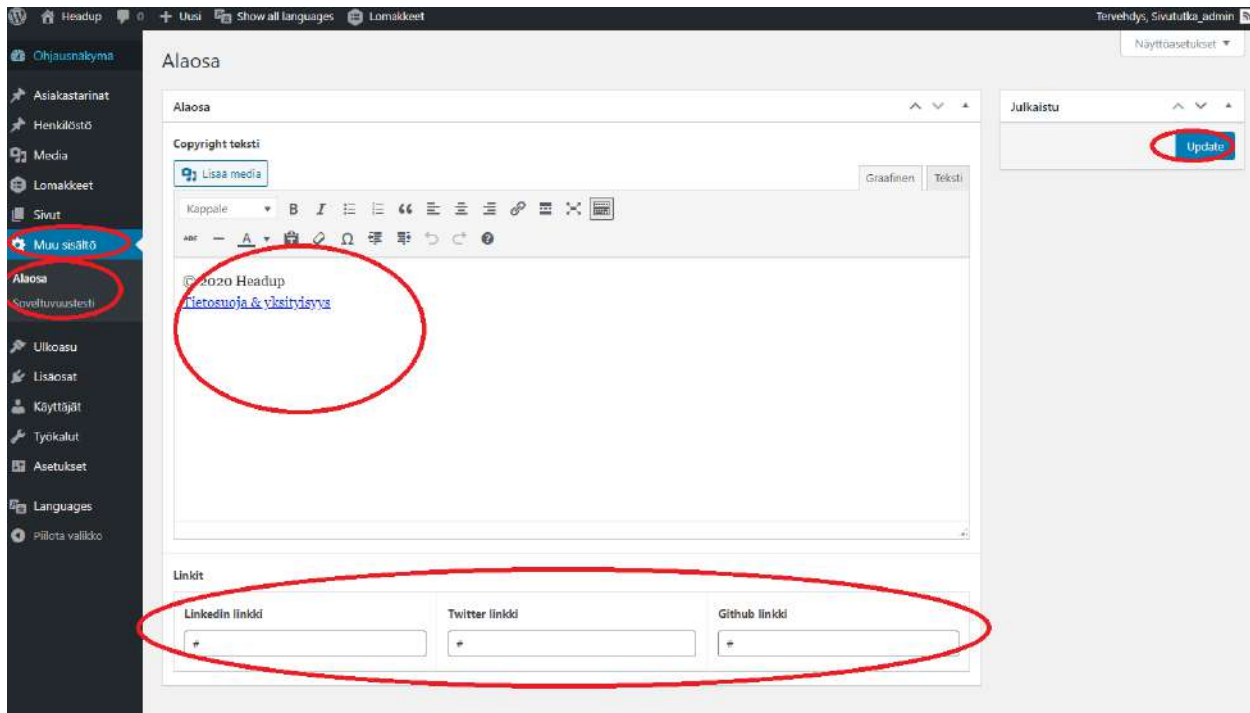 Headup 0 + Uusi Show all languages Lomakkeet Tervehdys, Sivututka_admin
Näyttöasetukset ▼
Ohjausnäkymä
Asiakastarinat
Henkilöstö
Media
Lomakkeet
Sivut
Muu sisältö
Alaosa
Soveltuvuustesti
Ulkoasu
Lisäosat
Käyttäjät
Työkalut
Asetukset
Languages
Piilota valikko
Alaosa
Alaosa
Copyright teksti
Lisää media
Graafinen Teksti
Kappale
B I
ABC A Ω
© 2020 Headup
Tietosuoja & yksityisyys
Linkit
Linkedin linkki Twitter linkki Github linkki
# # #
Julkaistu
Update